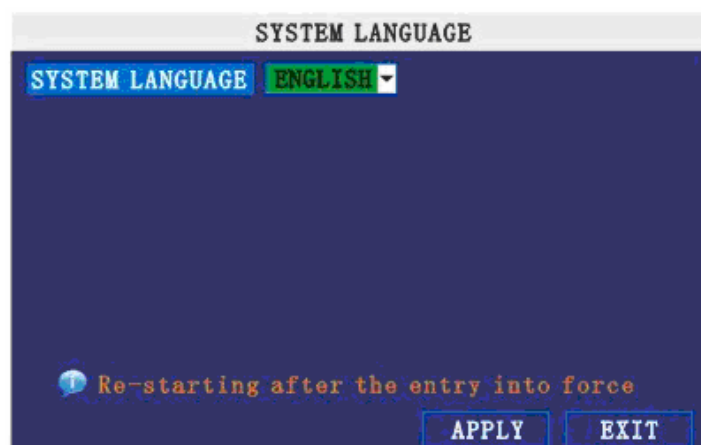 SYSTEM LANGUAGE
SYSTEM LANGUAGE ENGLISH
Re-starting after the entry into force
APPLY EXIT